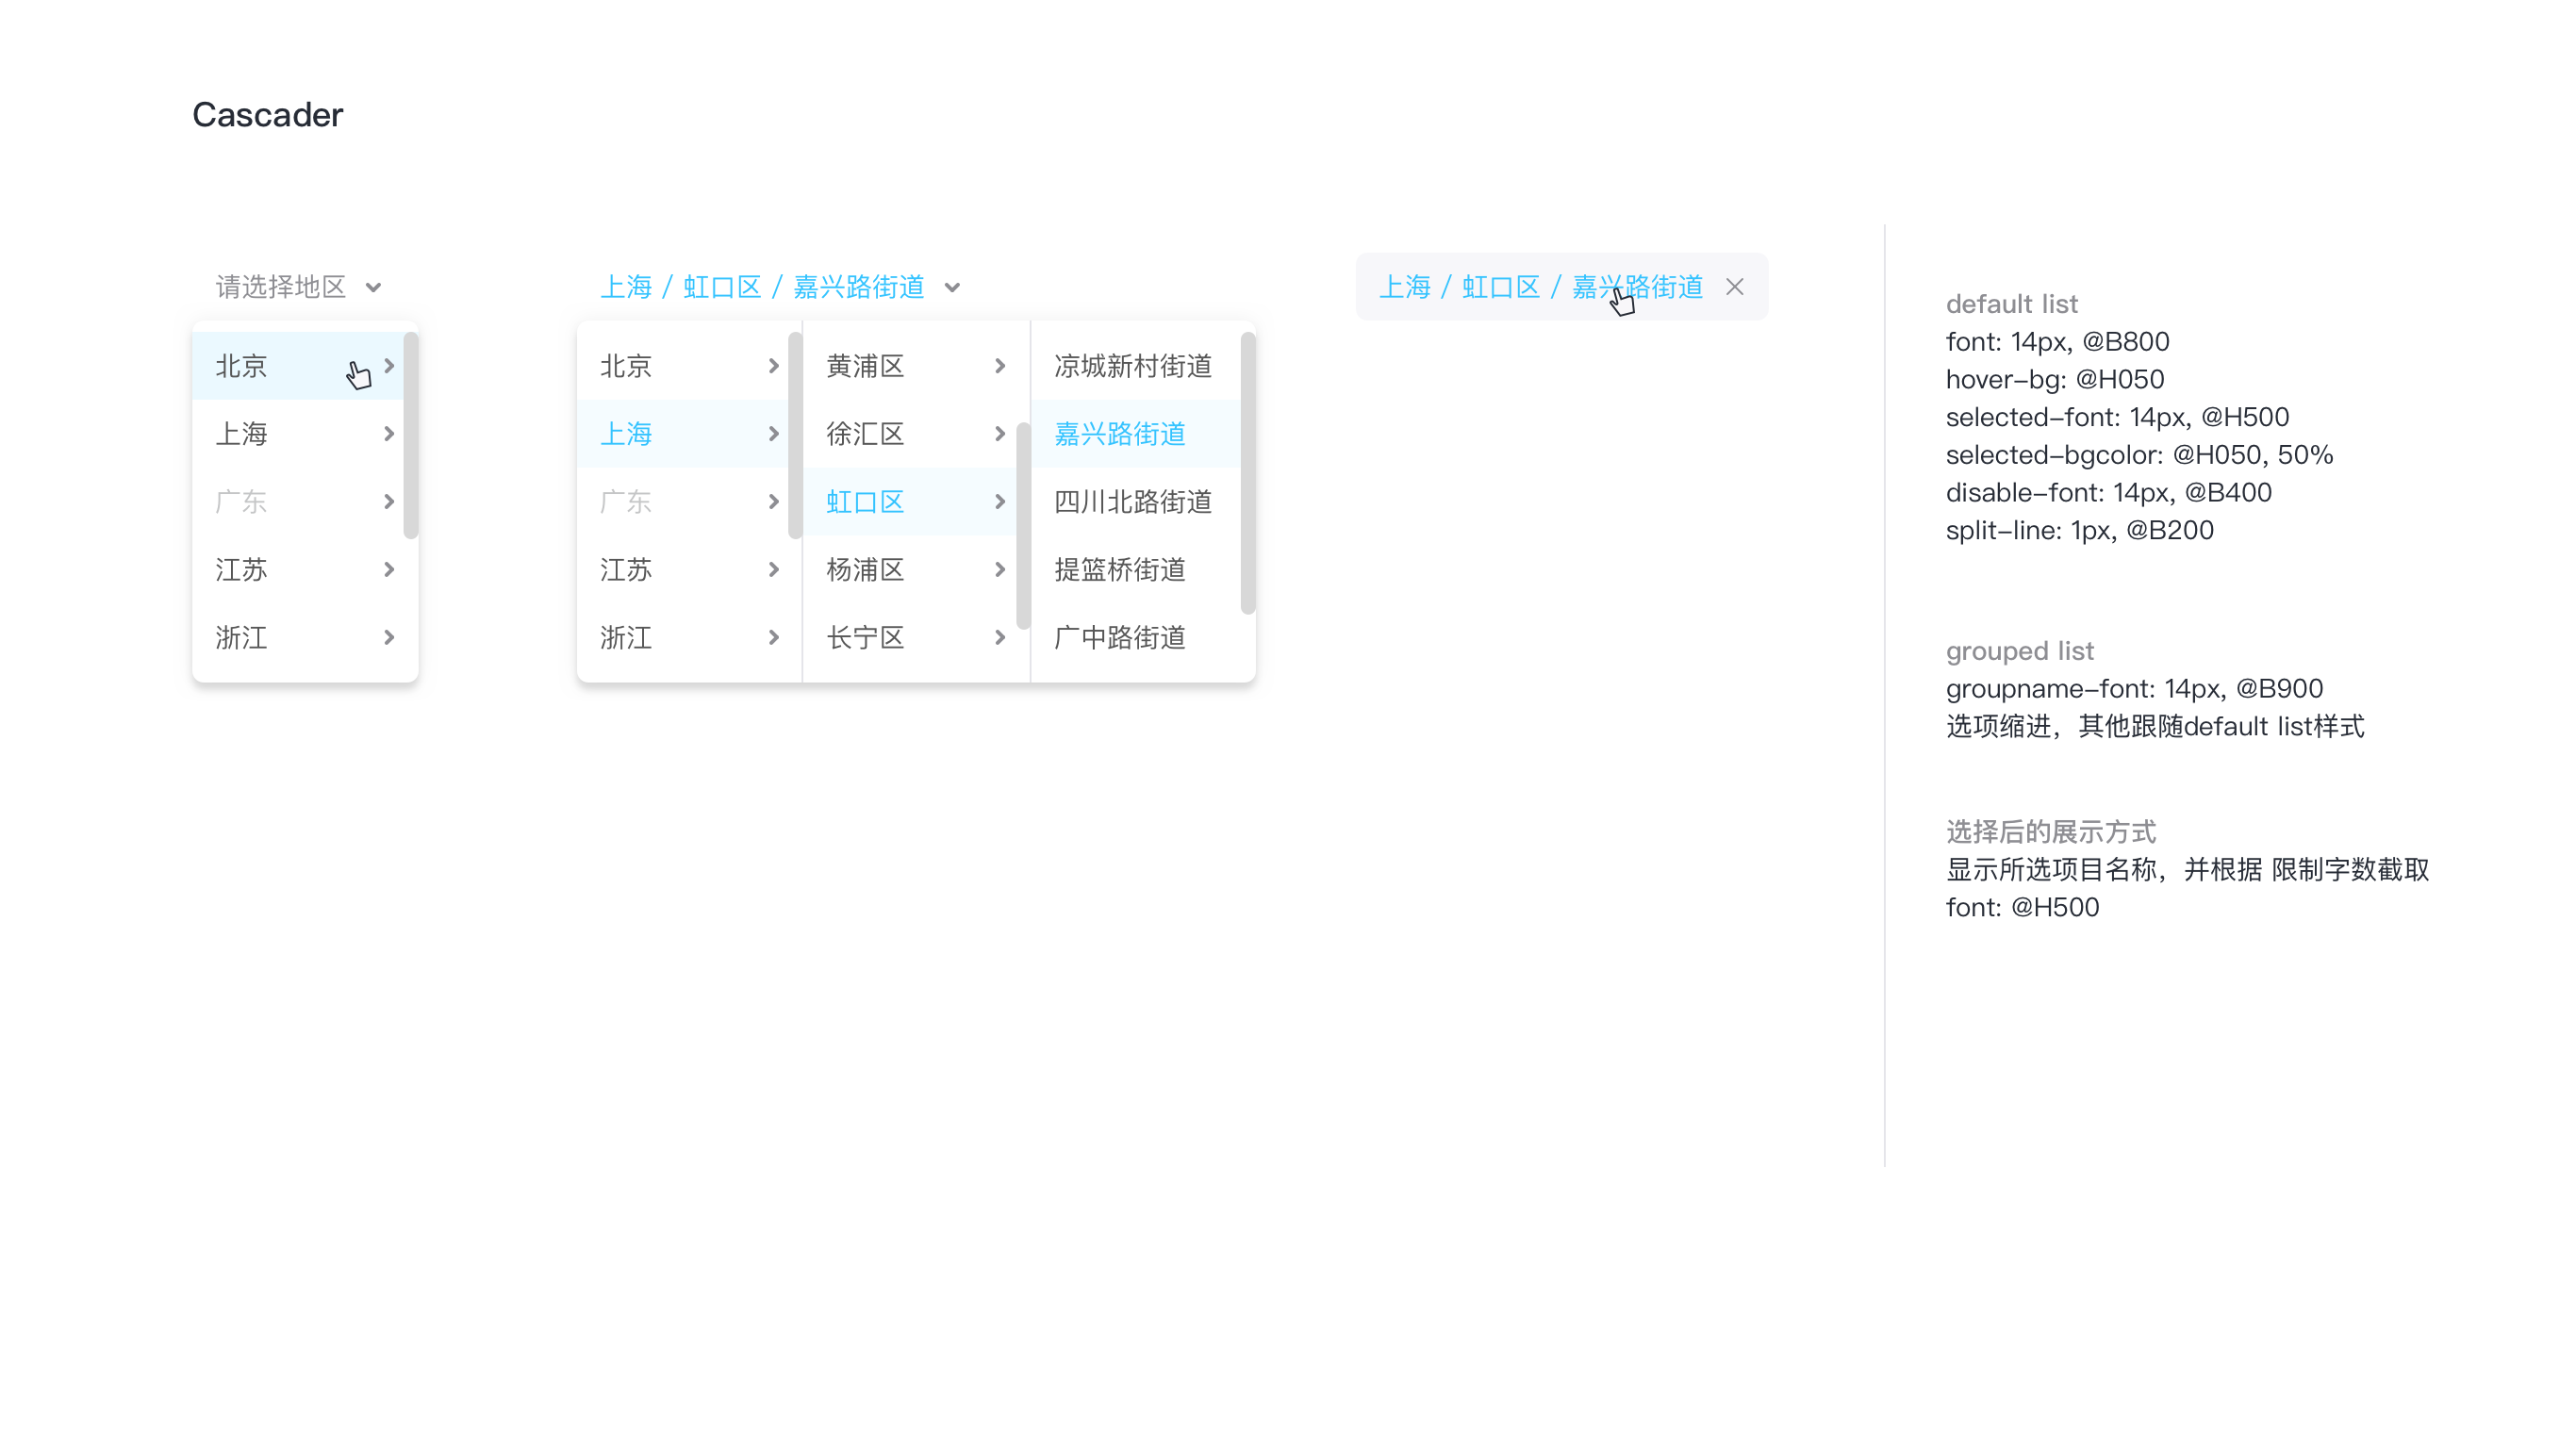 Cascader
请选择地区
北京
上海
广东
江苏
浙江
上海 / 虹口区 / 嘉兴路街道
北京
上海
广东
江苏
浙江
黄浦区
徐汇区
虹口区
杨浦区
长宁区
凉城新村街道
嘉兴路街道
四川北路街道
提篮桥街道
广中路街道
上海 / 虹口区 / 嘉兴路街道
default list
font: 14px, @B800
hover-bg: @H050
selected-font: 14px, @H500
selected-bgcolor: @H050, 50%
disable-font: 14px, @B400
split-line: 1px, @B200
grouped list
groupname-font: 14px, @B900
选项缩进，其他跟随default list样式
选择后的展示方式
显示所选项目名称，并根据 限制字数截取
font: @H500